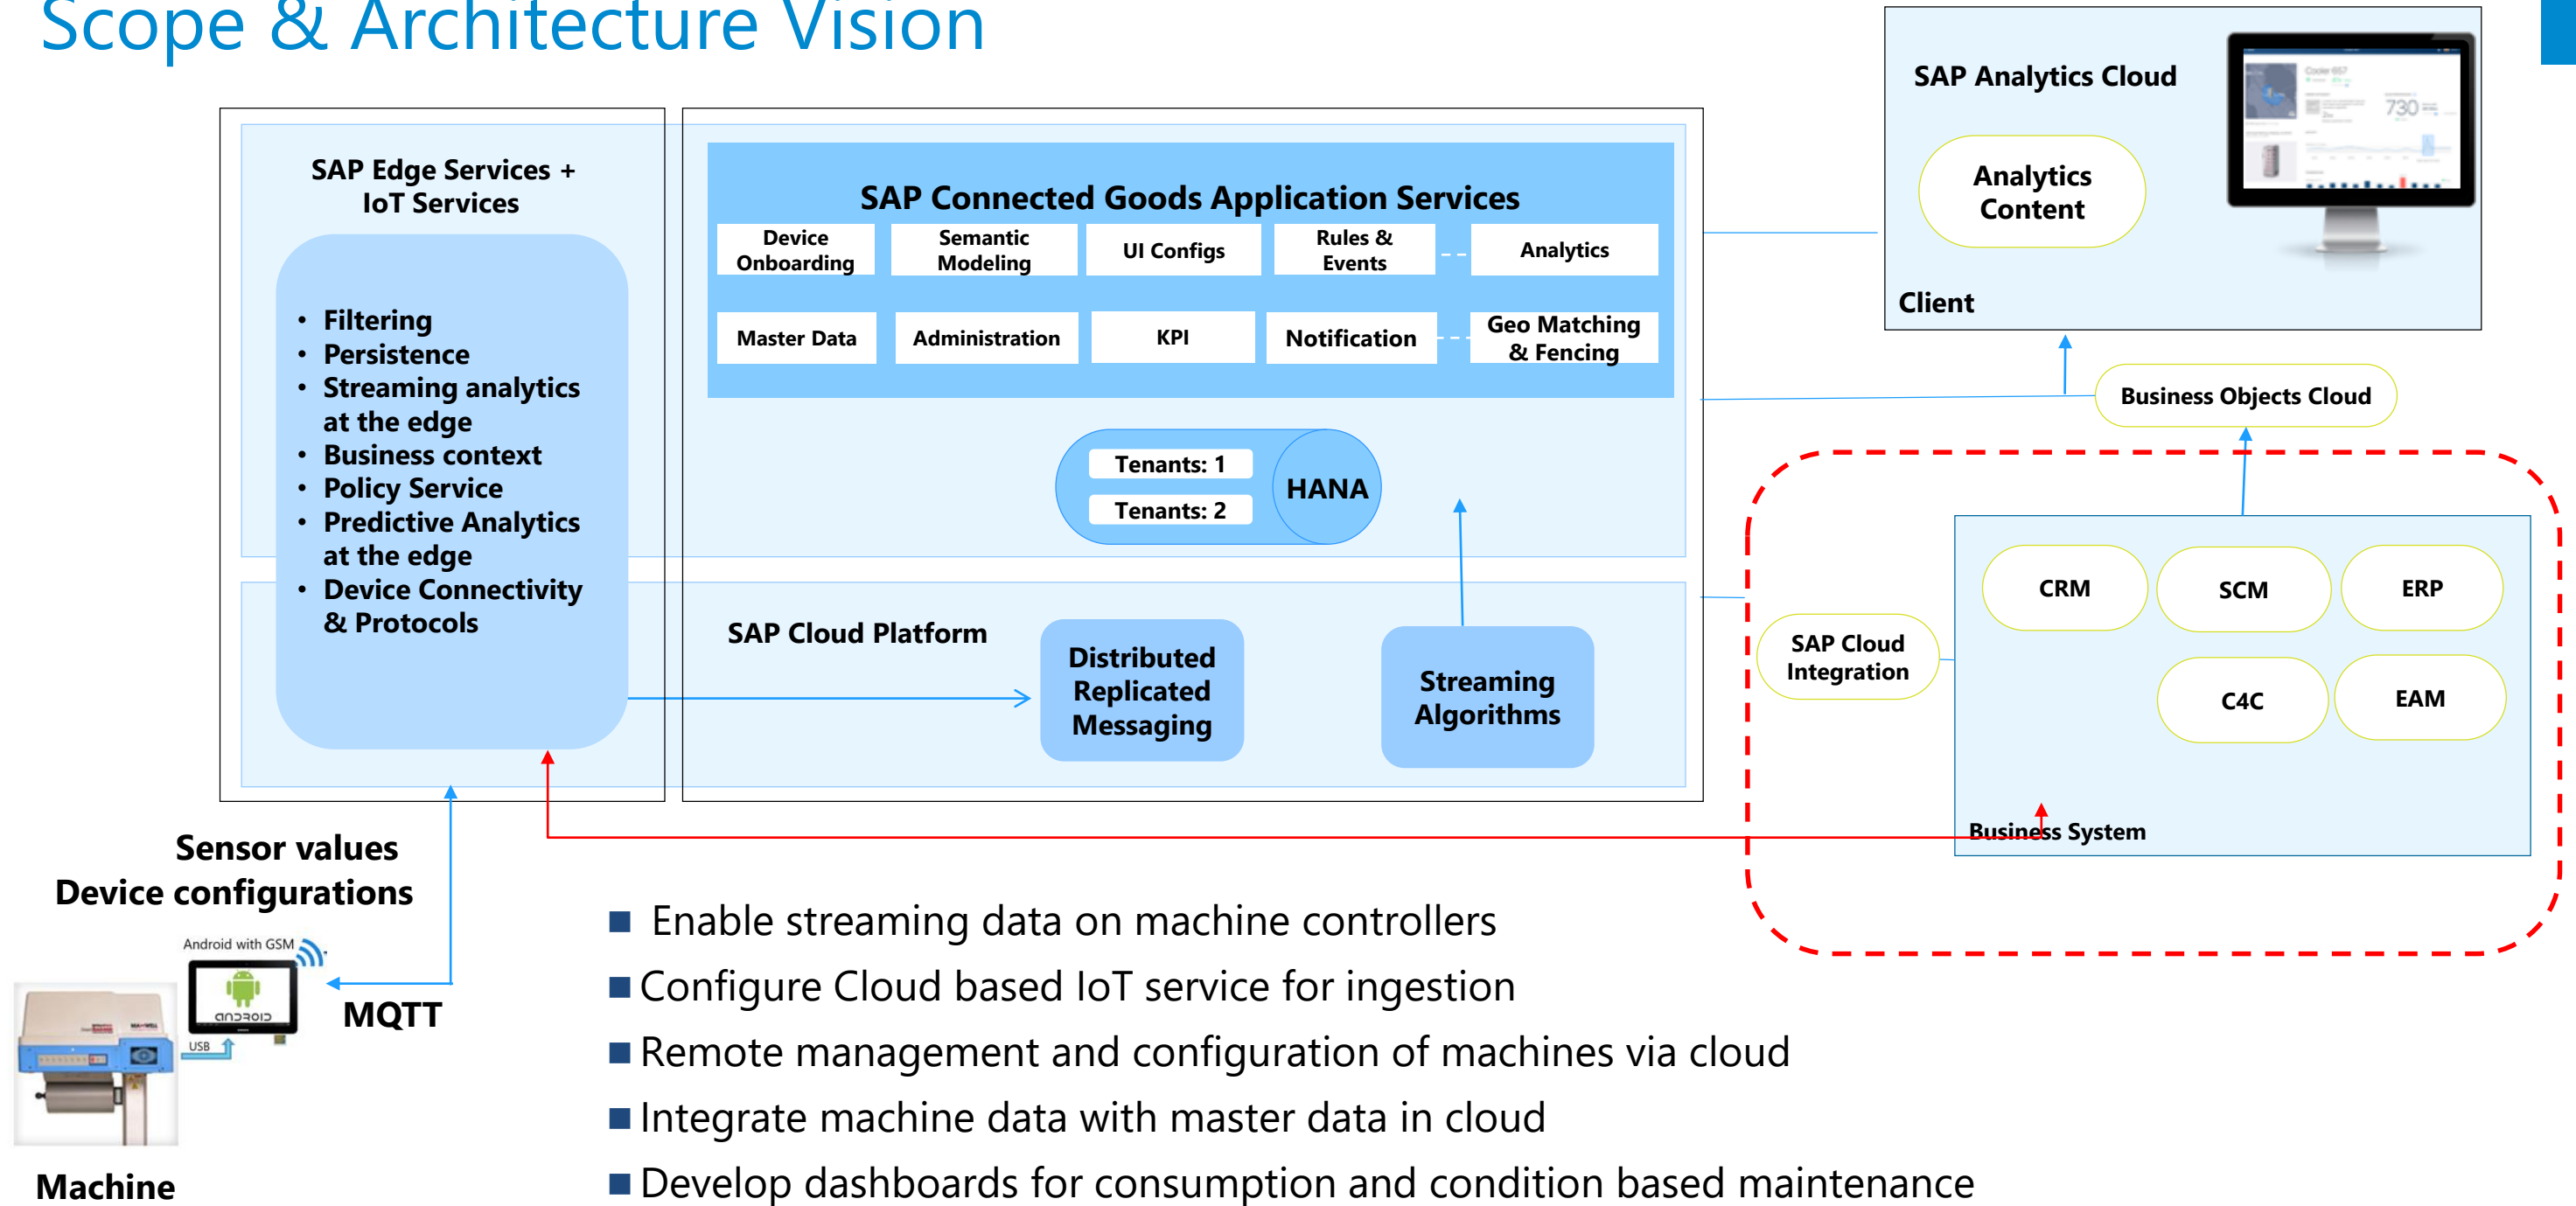 Scope & Architecture Vision
SAP Edge Services +
IoT Services
• Filtering
• Persistence
• Streaming analytics
at the edge
• Business context
• Policy Service
• Predictive Analytics
at the edge
• Device Connectivity
& Protocols
SAP Connected Goods Application Services
Device
Onboarding
Semantic
Modeling
UI Configs
Rules &
Events
Analytics
Master Data
Administration
KPI
Notification
Geo Matching
& Fencing
Tenants: 1
Tenants: 2
HANA
SAP Cloud Platform
Distributed
Replicated
Messaging
Streaming
Algorithms
SAP Analytics Cloud
Analytics
Content
Client
Cooler 657
730
Business Objects Cloud
SAP Cloud
Integration
CRM
SCM
ERP
C4C
EAM
Business System
Sensor values
Device configurations
Android with GSM
ANDROID
USB
MQTT
Machine
■ Enable streaming data on machine controllers
■ Configure Cloud based IoT service for ingestion
■ Remote management and configuration of machines via cloud
■ Integrate machine data with master data in cloud
■ Develop dashboards for consumption and condition based maintenance